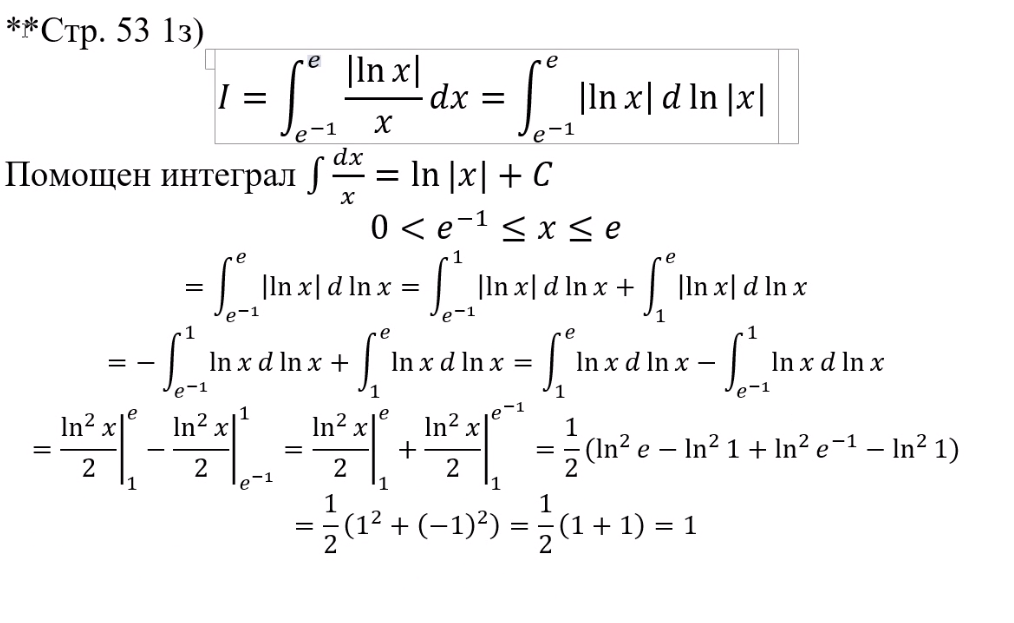 **Стр. 53 1з)
I = ∫_{e^{-1}}^{e} |ln x|/x dx = ∫_{e^{-1}}^{e} |ln x| d ln |x|
Помощен интеграл ∫ dx/x = ln |x| + C
0 < e^{-1} ≤ x ≤ e
= ∫_{e^{-1}}^{e} |ln x| d ln x = ∫_{e^{-1}}^{1} |ln x| d ln x + ∫_{1}^{e} |ln x| d ln x
= − ∫_{e^{-1}}^{1} ln x d ln x + ∫_{1}^{e} ln x d ln x = ∫_{1}^{e} ln x d ln x − ∫_{e^{-1}}^{1} ln x d ln x
= ln² x/2 |_{1}^{e} − ln² x/2 |_{e^{-1}}^{1} = ln² x/2 |_{1}^{e} + ln² x/2 |_{1}^{e^{-1}} = 1/2 (ln² e − ln² 1 + ln² e^{-1} − ln² 1)
= 1/2 (1² + (−1)²) = 1/2 (1 + 1) = 1